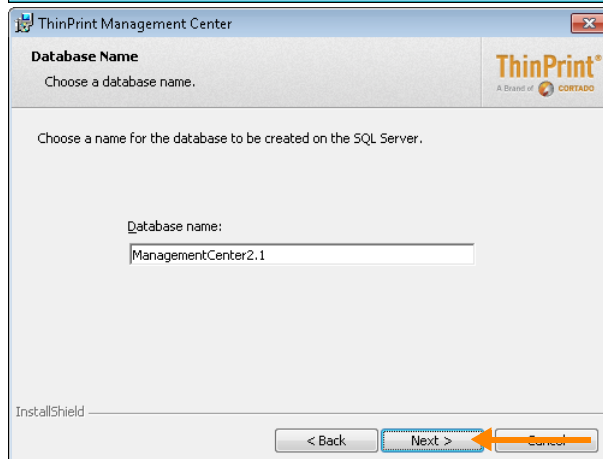 ThinPrint Management Center
Database Name
Choose a database name.
ThinPrint®
A Brand of CORTADO
Choose a name for the database to be created on the SQL Server.
Database name:
ManagementCenter2.1
InstallShield
< Back Next > Cancel